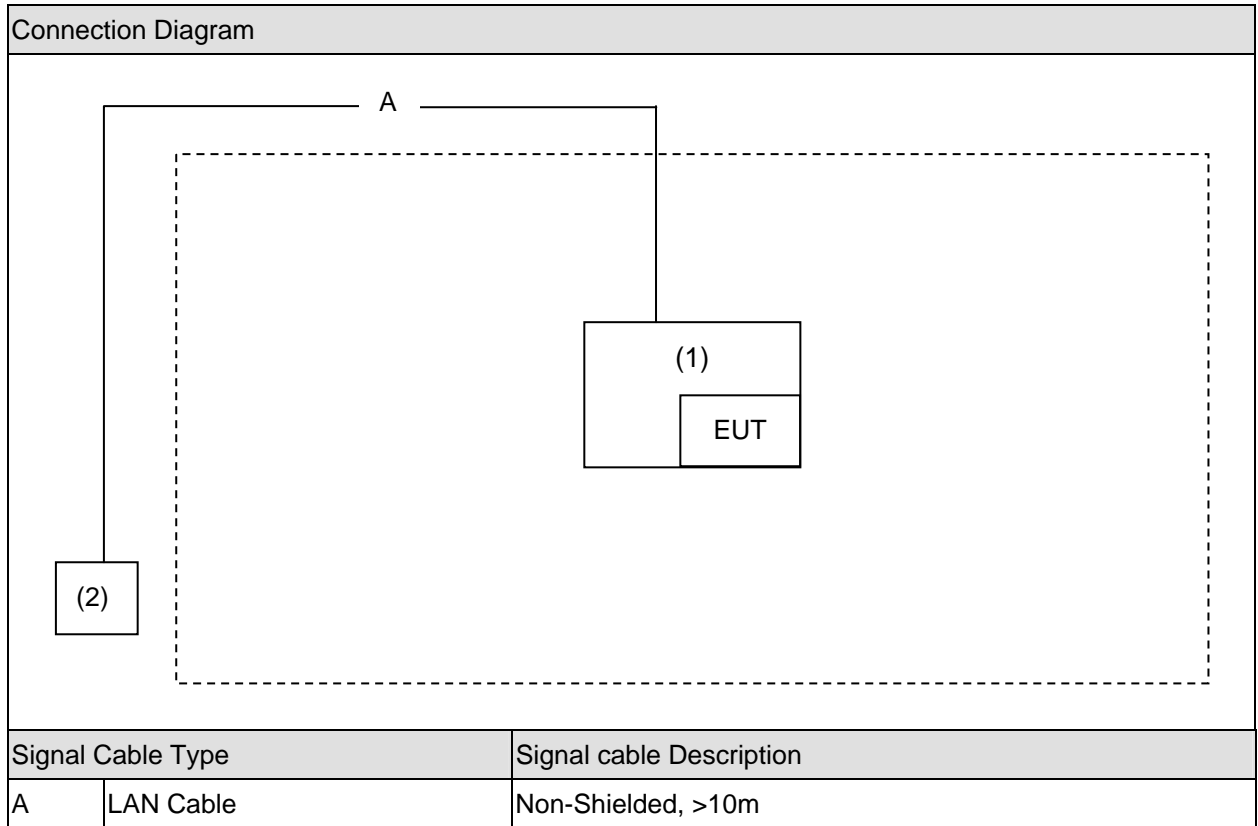 Connection Diagram
A
(1)
EUT
(2)
Signal Cable Type Signal cable Description
A LAN Cable Non-Shielded, >10m